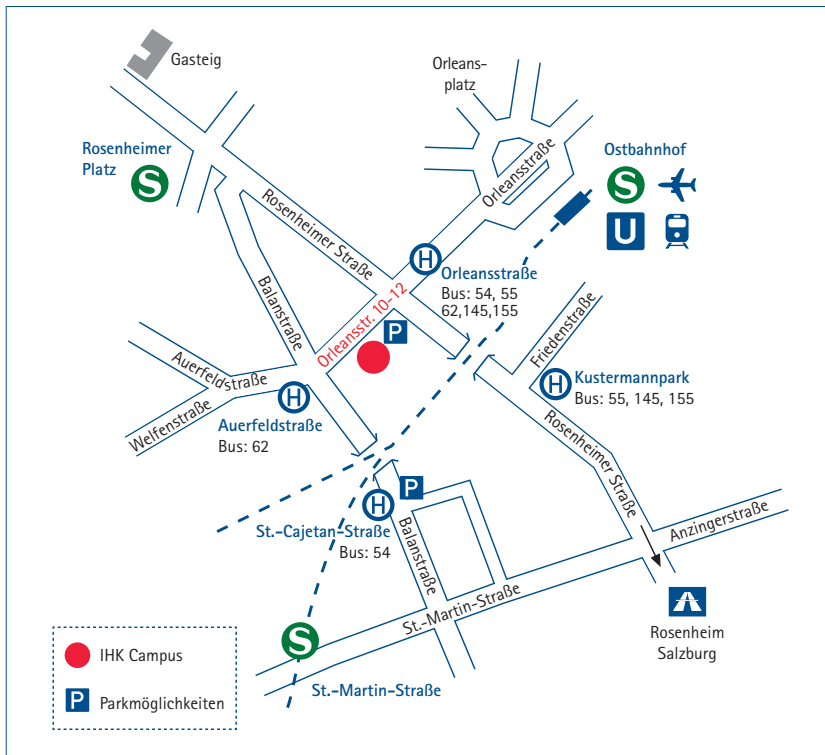 Gasteig
Orleans-
platz
Rosenheimer
Platz
S
Ostbahnhof
S
U
Orleansstraße
Rosenheimer Straße
H
Orleansstraße
Bus: 54, 55
62,145,155
Balanstraße
Orleansstr. 10–12
P
Friedenstraße
Auerfeldstraße
Welfenstraße
H
Auerfeldstraße
Bus: 62
H
Kustermannpark
Bus: 55, 145, 155
Rosenheimer Straße
H
P
St.-Cajetan-Straße
Bus: 54
Balanstraße
Anzingerstraße
St.-Martin-Straße
Rosenheim
Salzburg
S
St.-Martin-Straße
IHK Campus
P
Parkmöglichkeiten